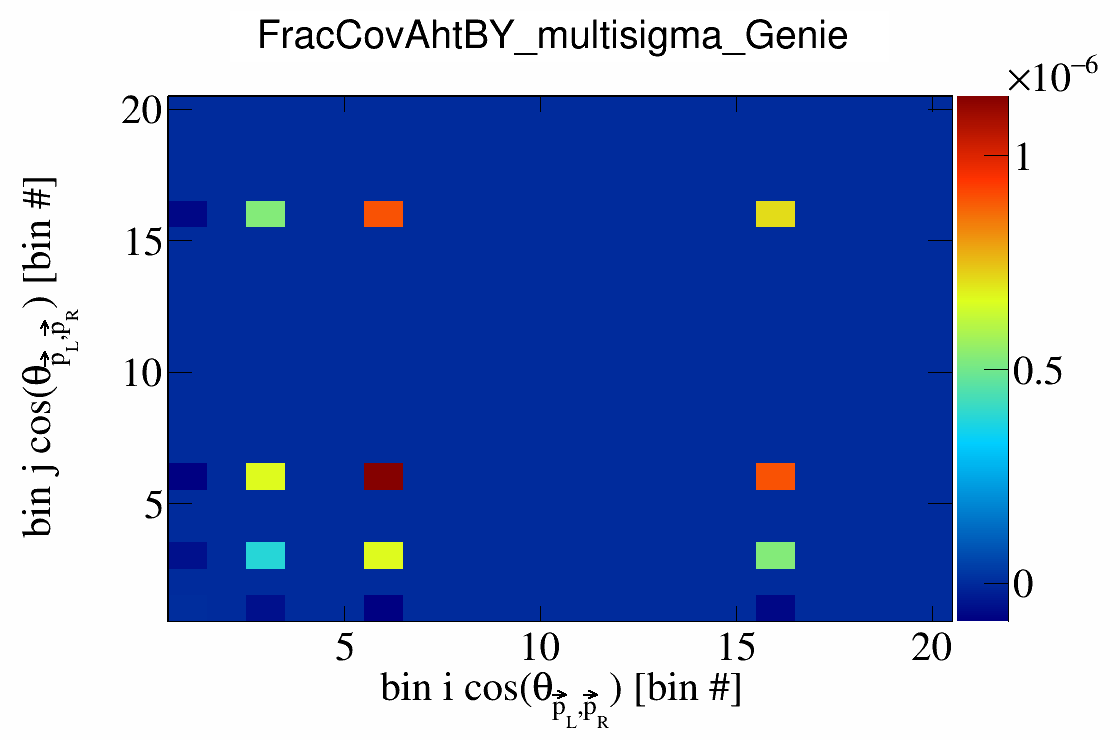 FracCovAhtBY_multisigma_Genie
×10⁻⁶
20
15
10
5
1
0.5
0
5 10 15 20
bin j cos(θ_{p⃗_L,p⃗_R}) [bin #]
bin i cos(θ_{p⃗_L,p⃗_R}) [bin #]